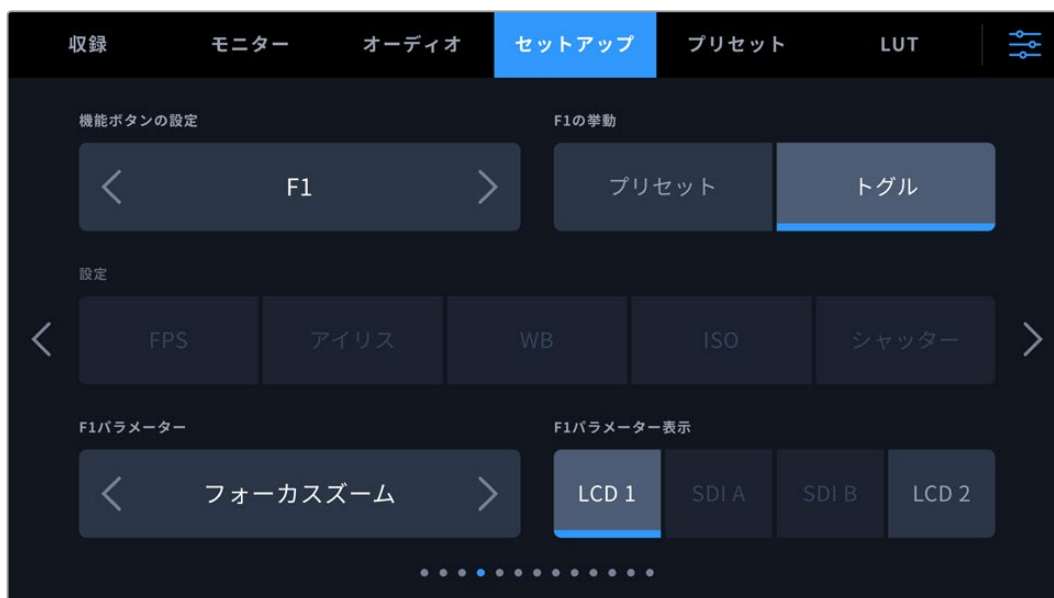 収録 モニター オーディオ セットアップ プリセット LUT
機能ボタンの設定 F1の挙動
F1 プリセット トグル
設定
FPS アイリス WB ISO シャッター
F1パラメーター F1パラメーター表示
フォーカスズーム LCD 1 SDI A SDI B LCD 2